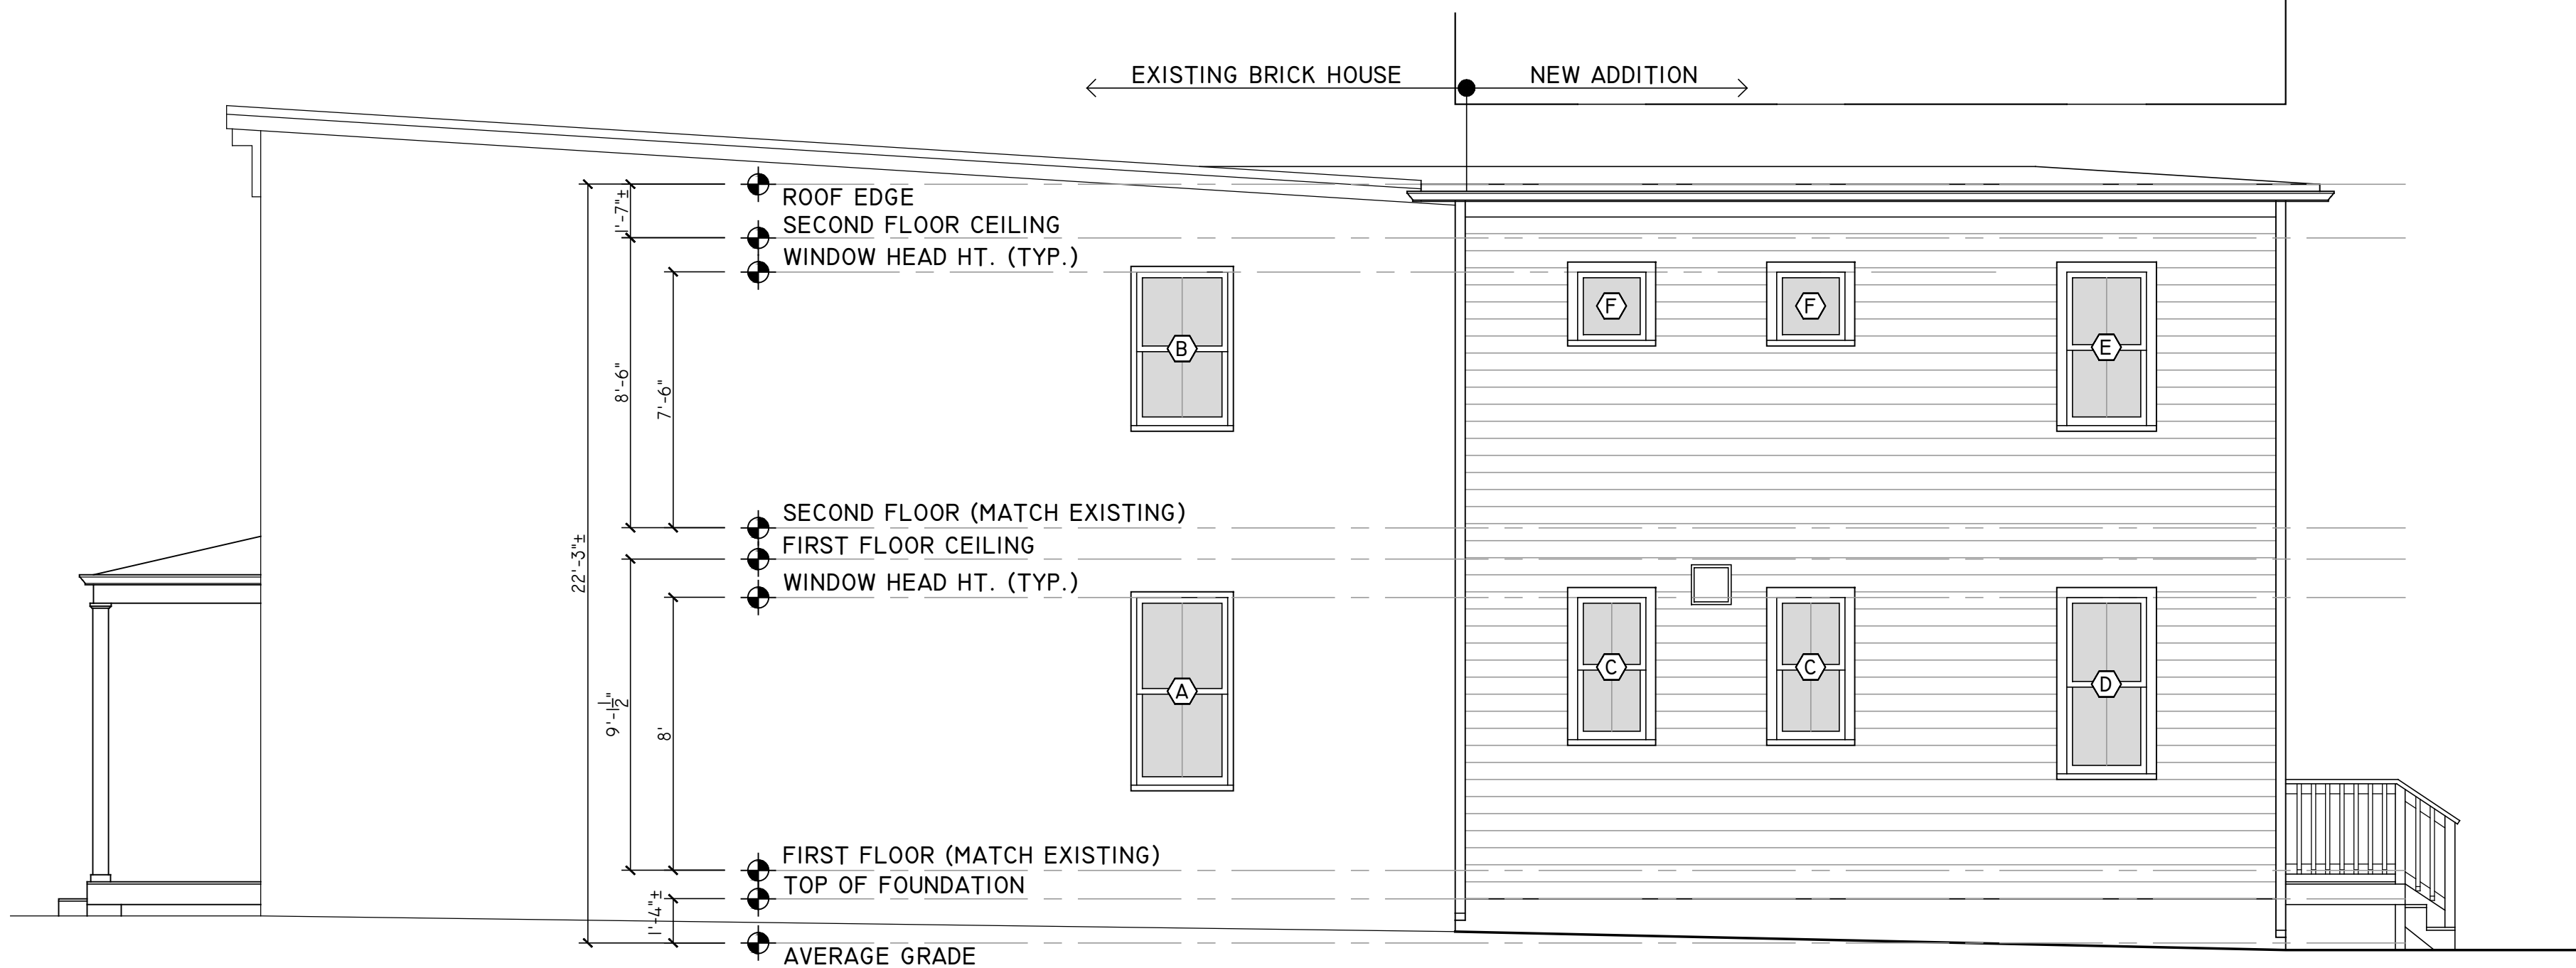 EXISTING BRICK HOUSE NEW ADDITION
ROOF EDGE
1'-7"±
SECOND FLOOR CEILING
WINDOW HEAD HT. (TYP.)
F F
B E
8'-6"
7'-6"
SECOND FLOOR (MATCH EXISTING)
FIRST FLOOR CEILING
22'-3"±
WINDOW HEAD HT. (TYP.)
C C
A D
9'-1 1/2"
8'
FIRST FLOOR (MATCH EXISTING)
TOP OF FOUNDATION
1'-4"±
AVERAGE GRADE